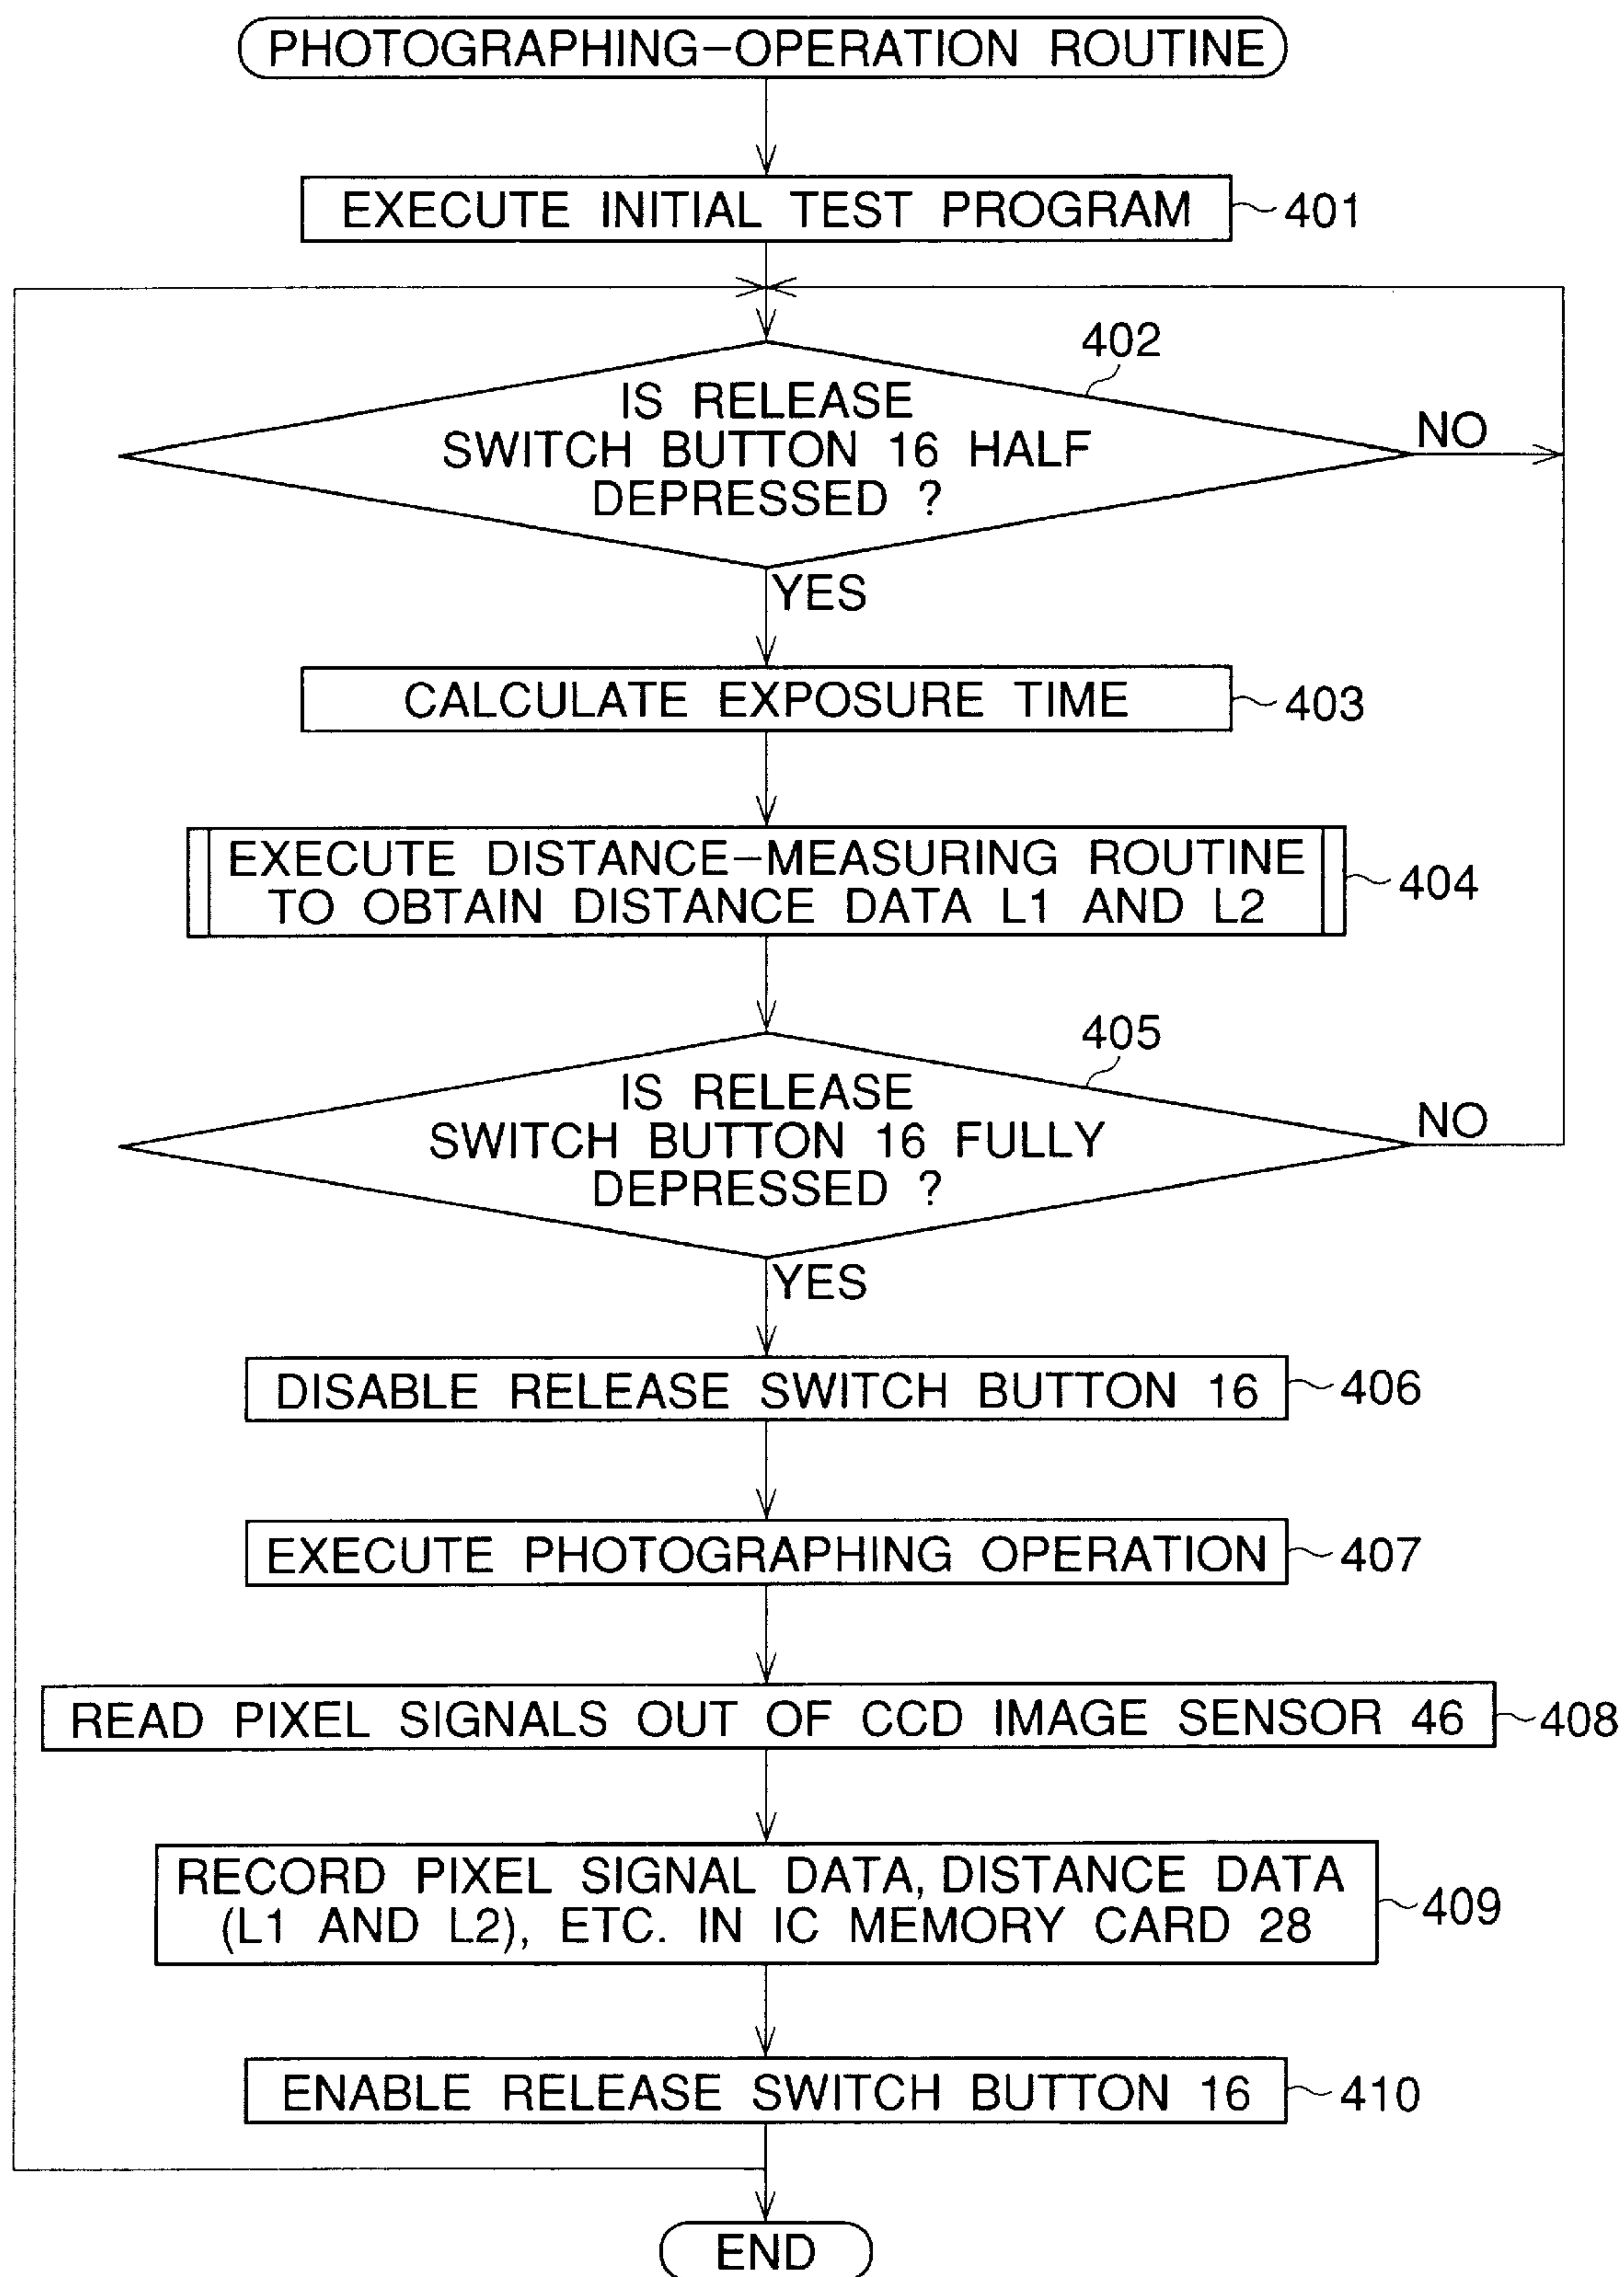 PHOTOGRAPHING-OPERATION ROUTINE
EXECUTE INITIAL TEST PROGRAM
401
402
IS RELEASE
SWITCH BUTTON 16 HALF
DEPRESSED ?
NO
YES
CALCULATE EXPOSURE TIME
403
EXECUTE DISTANCE-MEASURING ROUTINE
TO OBTAIN DISTANCE DATA L1 AND L2
404
405
IS RELEASE
SWITCH BUTTON 16 FULLY
DEPRESSED ?
NO
YES
DISABLE RELEASE SWITCH BUTTON 16
406
EXECUTE PHOTOGRAPHING OPERATION
407
READ PIXEL SIGNALS OUT OF CCD IMAGE SENSOR 46
408
RECORD PIXEL SIGNAL DATA, DISTANCE DATA
(L1 AND L2), ETC. IN IC MEMORY CARD 28
409
ENABLE RELEASE SWITCH BUTTON 16
410
END